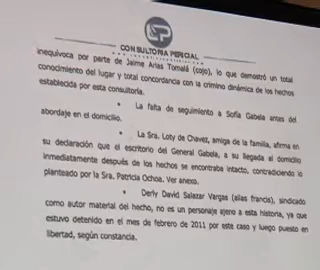 CP
CONSULTORIA PERICIAL
inequívoca por parte de Jaime Arias Tomalá (cojo), lo que demostró un total
conocimiento del lugar y total concordancia con la crimino dinámica de los hechos
establecida por esta consultoría.
• La falta de seguimiento a Sofía Gabela antes del
abordaje en el domicilio.
• La Sra. Loty de Chavez, amiga de la familia, afirma en
su declaración que el escritorio del General Gabela, a su llegada al domicilio
inmediatamente después de los hechos se encontraba intacto, contradiciendo lo
planteado por la Sra. Patricia Ochoa. Ver anexo.
• Derly David Salazar Vargas (alias francis), sindicado
como autor material del hecho, no es un personaje ajeno a esta historia, ya que
estuvo detenido en el mes de febrero de 2011 por este caso y luego puesto en
libertad, según constancia.